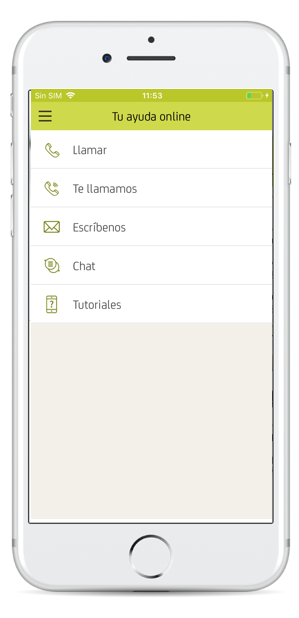 Sin SIM 11:53
Tu ayuda online
Llamar
Te llamamos
Escríbenos
Chat
Tutoriales